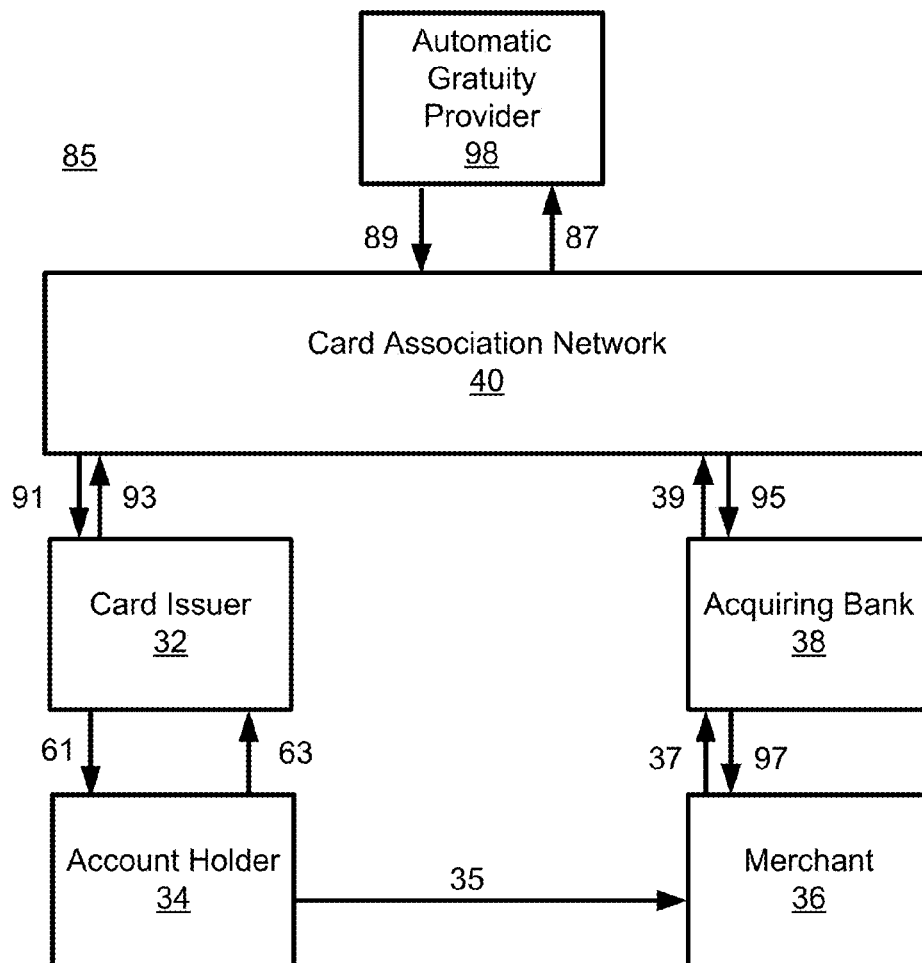 Automatic
Gratuity
Provider
98
85
89
87
Card Association Network
40
91
93
39
95
Card Issuer
32
Acquiring Bank
38
61
63
37
97
Account Holder
34
35
Merchant
36